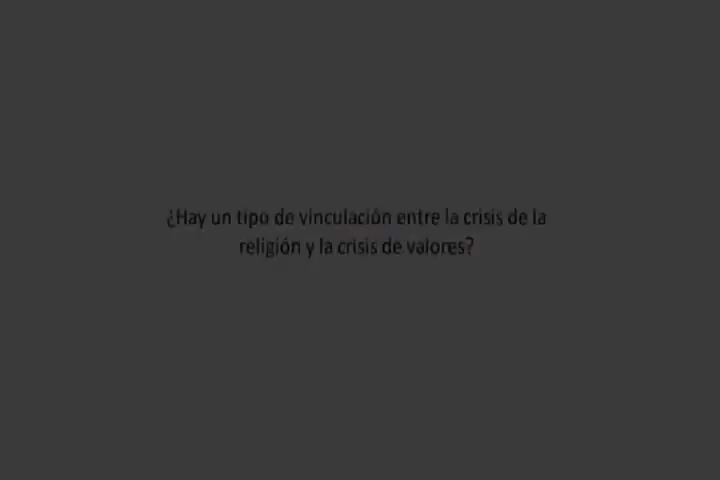 ¿Hay un tipo de vinculación entre la crisis de la
religión y la crisis de valores?